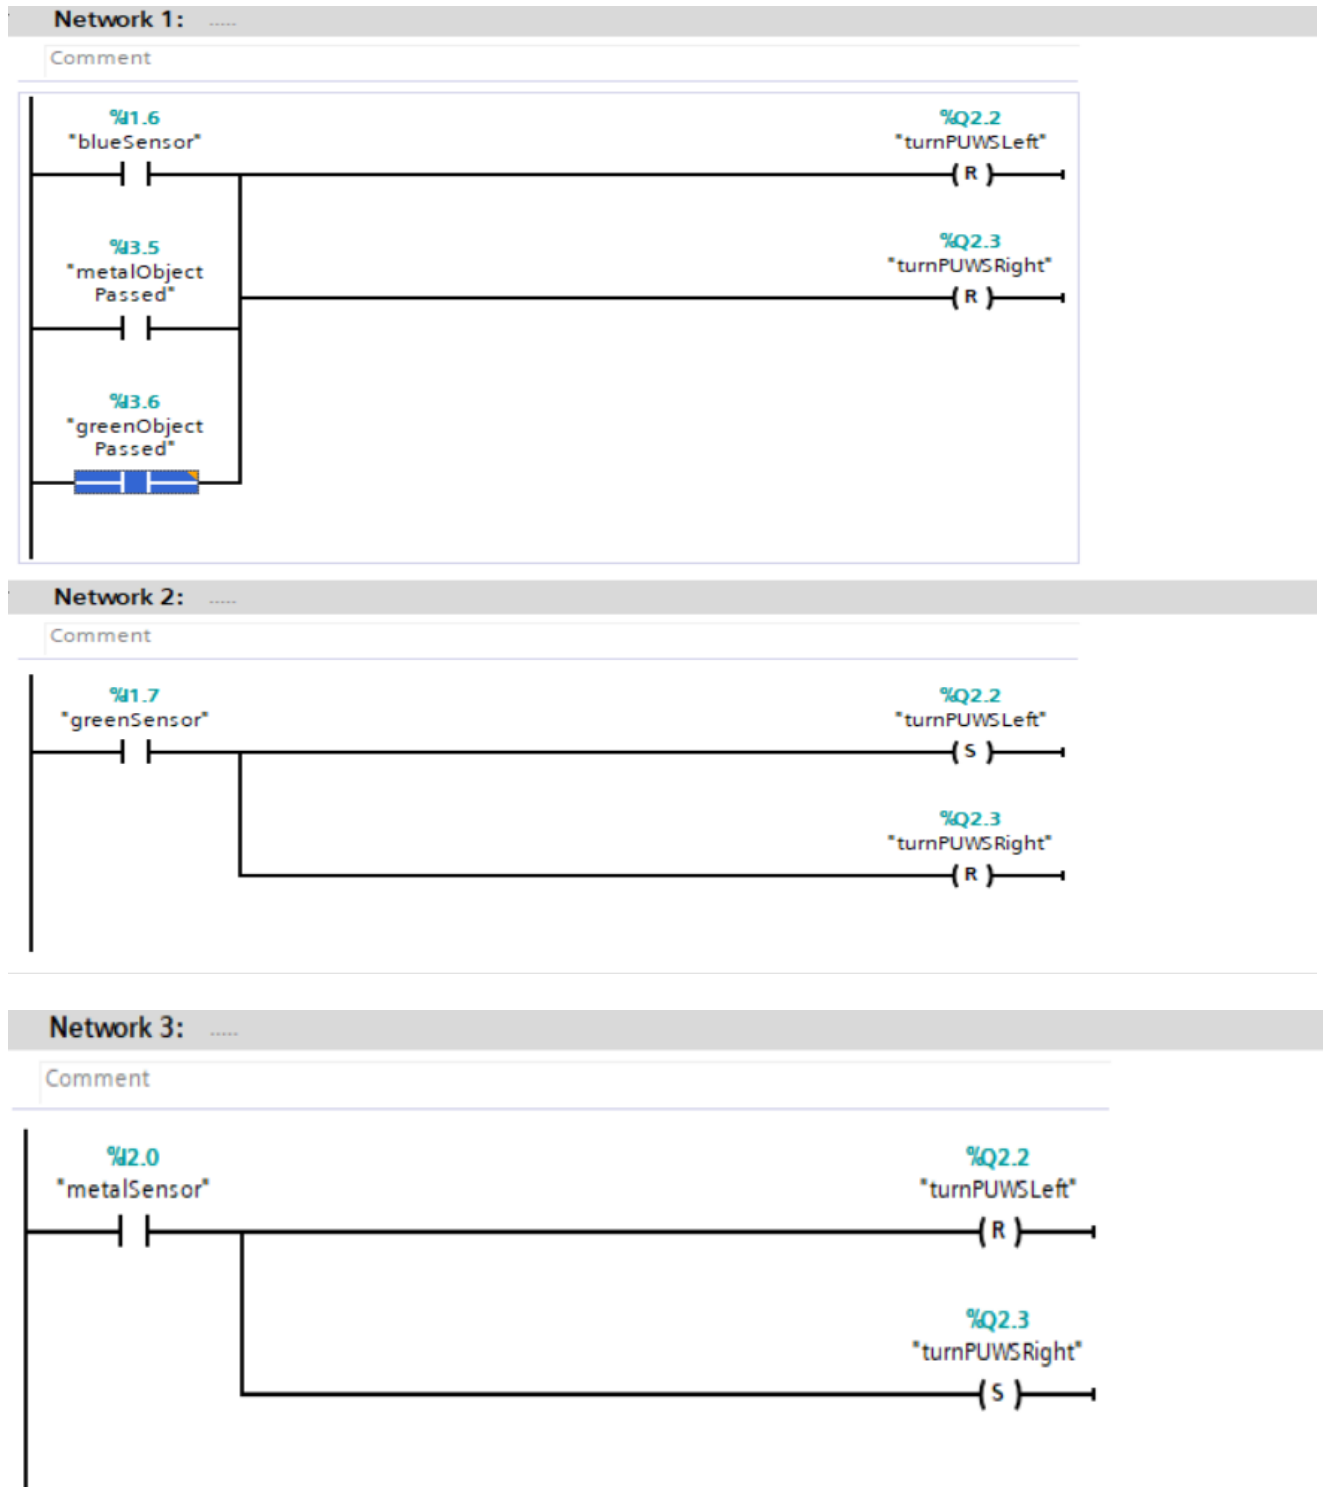 Network 1: .....
Comment
%I1.6
"blueSensor"
%Q2.2
"turnPUWSLeft"
R
%I3.5
"metalObject
Passed"
%Q2.3
"turnPUWSRight"
R
%I3.6
"greenObject
Passed"
Network 2: .....
Comment
%I1.7
"greenSensor"
%Q2.2
"turnPUWSLeft"
S
%Q2.3
"turnPUWSRight"
R
Network 3: .....
Comment
%I2.0
"metalSensor"
%Q2.2
"turnPUWSLeft"
R
%Q2.3
"turnPUWSRight"
S